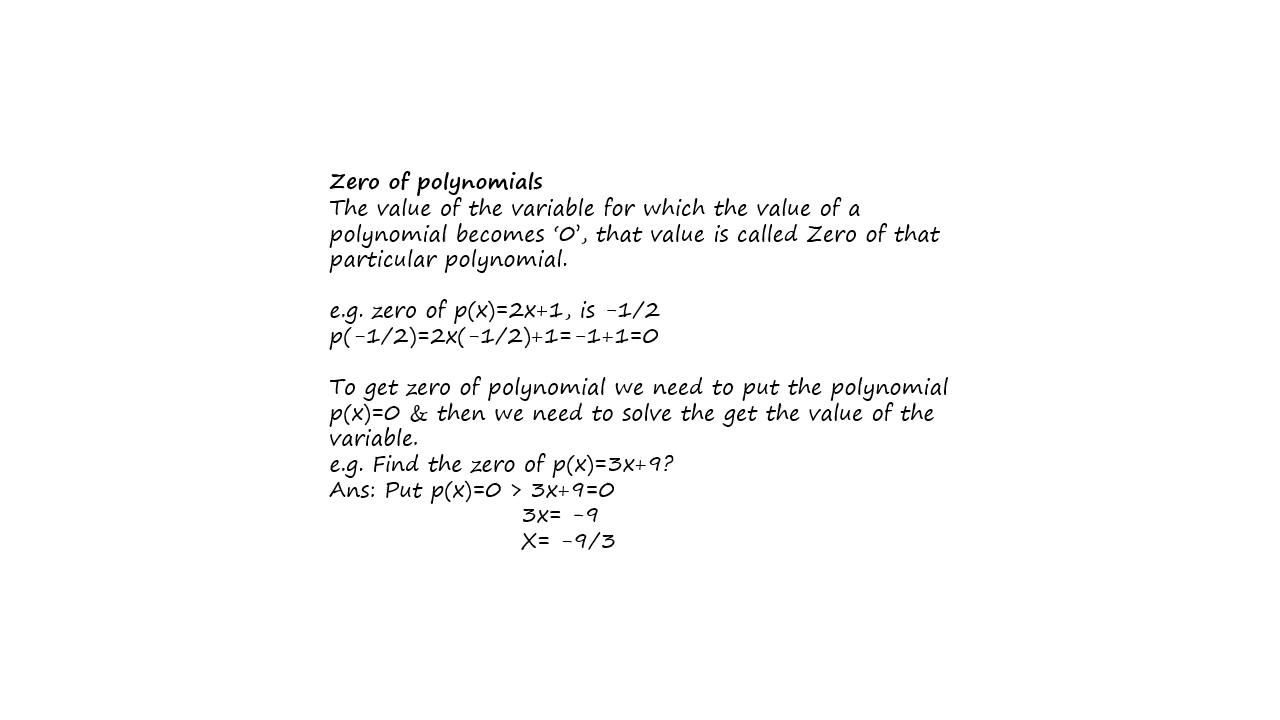 Zero of polynomials
The value of the variable for which the value of a
polynomial becomes ‘0’, that value is called Zero of that
particular polynomial.
e.g. zero of p(x)=2x+1, is -1/2
p(-1/2)=2x(-1/2)+1=-1+1=0
To get zero of polynomial we need to put the polynomial
p(x)=0 & then we need to solve the get the value of the
variable.
e.g. Find the zero of p(x)=3x+9?
Ans: Put p(x)=0 > 3x+9=0
3x= -9
X= -9/3